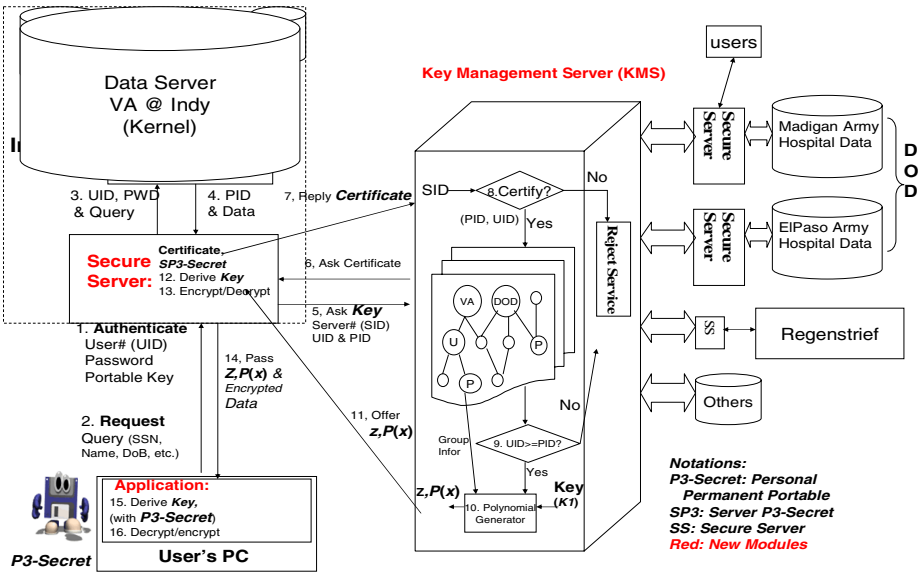 Data Server
VA @ Indy
(Kernel)
3. UID, PWD
& Query
4. PID
& Data
Secure
Server:
Certificate,
SP3-Secret
12. Derive Key
13. Encrypt/Decrypt
1. Authenticate
User# (UID)
Password
Portable Key
2. Request
Query (SSN,
Name, DoB, etc.)
14, Pass
Z,P(x) &
Encrypted
Data
Application:
15. Derive Key,
(with P3-Secret)
16. Decrypt/encrypt
User's PC
P3-Secret
7, Reply Certificate
6, Ask Certificate
5, Ask Key
Server# (SID)
UID & PID
11, Offer
z,P(x)
Key Management Server (KMS)
SID
8.Certify?
No
(PID, UID)
Yes
Reject Service
VA
DOD
U
P
P
No
9. UID>=PID?
Group
Infor
Yes
z,P(x)
10. Polynomial
Generator
Key
(K1)
users
Secure
Server
Madigan Army
Hospital Data
Secure
Server
ElPaso Army
Hospital Data
DOD
SS
Regenstrief
Others
Notations:
P3-Secret: Personal
Permanent Portable
SP3: Server P3-Secret
SS: Secure Server
Red: New Modules